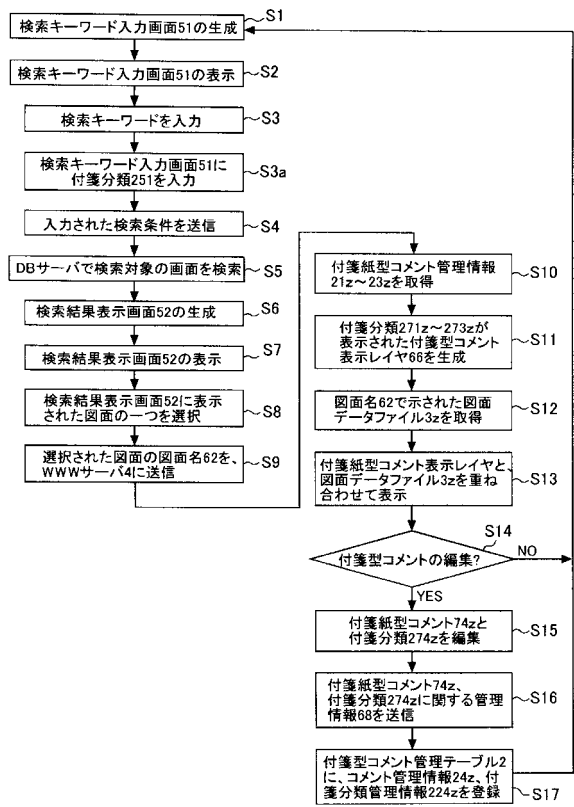 検索キーワード入力画面51の生成
S1
検索キーワード入力画面51の表示
S2
検索キーワードを入力
S3
検索キーワード入力画面51に
付箋分類251を入力
S3a
入力された検索条件を送信
S4
DBサーバで検索対象の画面を検索
S5
検索結果表示画面52の生成
S6
検索結果表示画面52の表示
S7
検索結果表示画面52に表示
された図面の一つを選択
S8
選択された図面の図面名62を、
WWWサーバ4に送信
S9
付箋紙型コメント管理情報
21z～23zを取得
S10
付箋分類271z～273zが
表示された付箋型コメント
表示レイヤ66を生成
S11
図面名62で示された図面
データファイル3zを取得
S12
付箋紙型コメント表示レイヤと、
図面データファイル3zを重ね
合わせて表示
S13
付箋型コメントの編集?
S14
NO
YES
付箋紙型コメント74zと
付箋分類274zを編集
S15
付箋紙型コメント74z、
付箋分類274zに関する管理
情報68を送信
S16
付箋型コメント管理テーブル2
に、コメント管理情報24z、付
箋分類管理情報224zを登録
S17